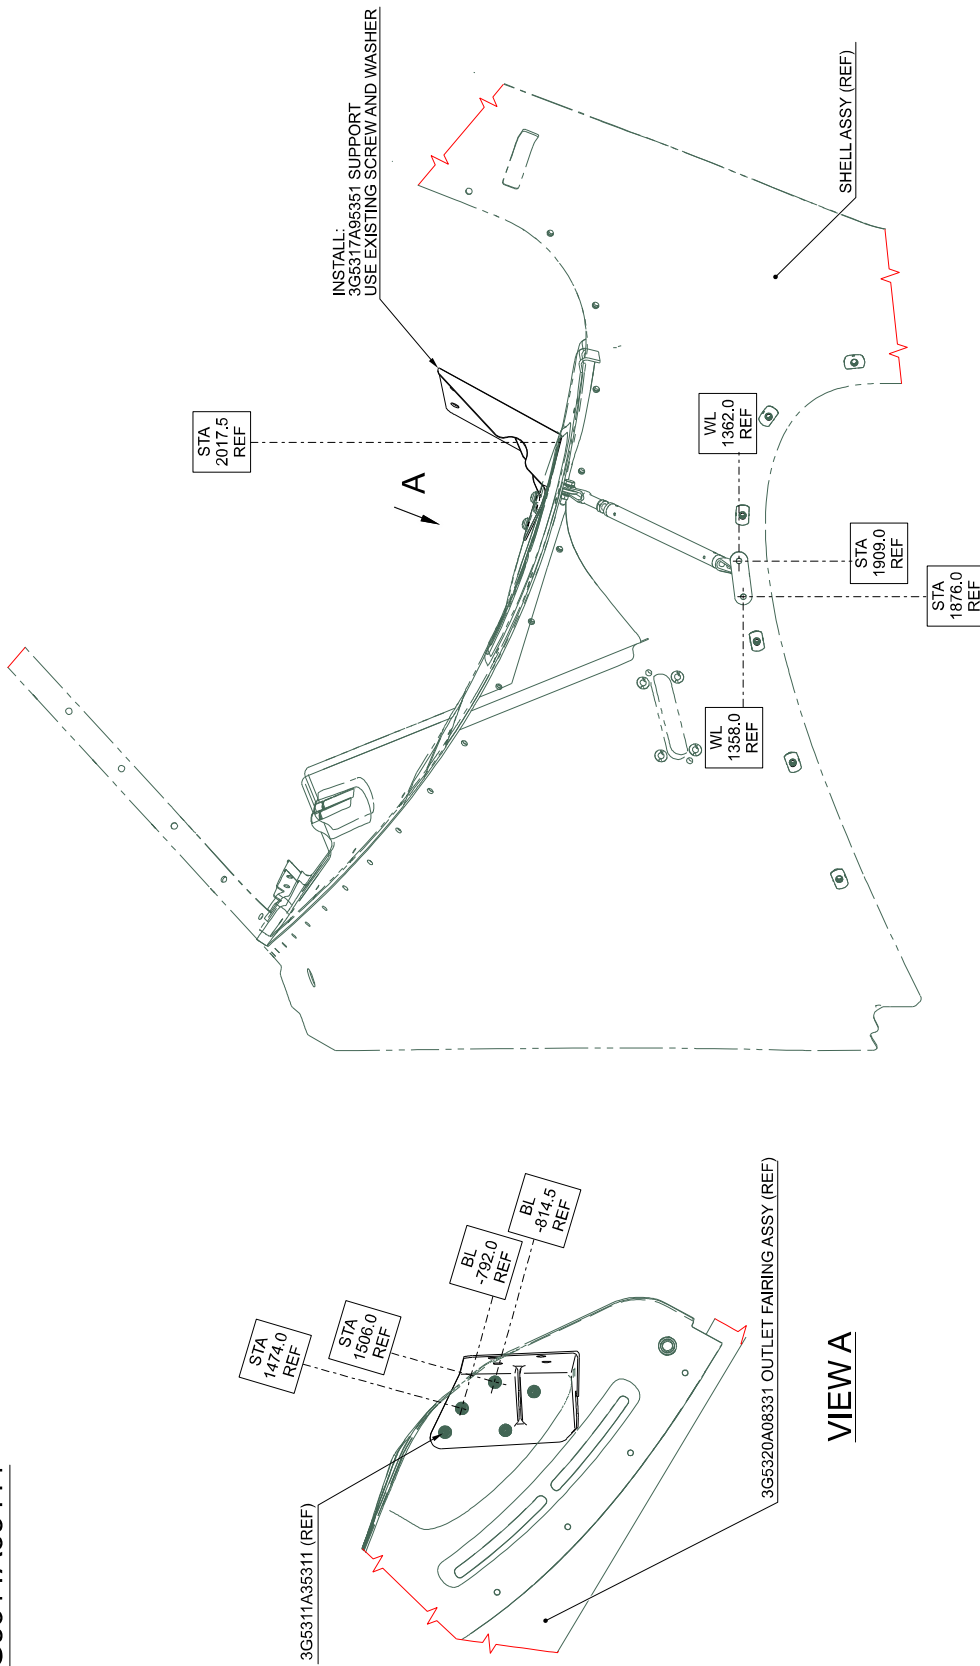 INSTALL:
3G5317A95351 SUPPORT
USE EXISTING SCREW AND WASHER
STA
2017.5
REF
A
SHELL ASSY (REF)
WL
1362.0
REF
STA
1909.0
REF
STA
1876.0
REF
WL
1358.0
REF
STA
1474.0
REF
STA
1506.0
REF
BL
-792.0
REF
BL
-814.5
REF
3G5311A35311 (REF)
3G5320A08331 OUTLET FAIRING ASSY (REF)
VIEW A